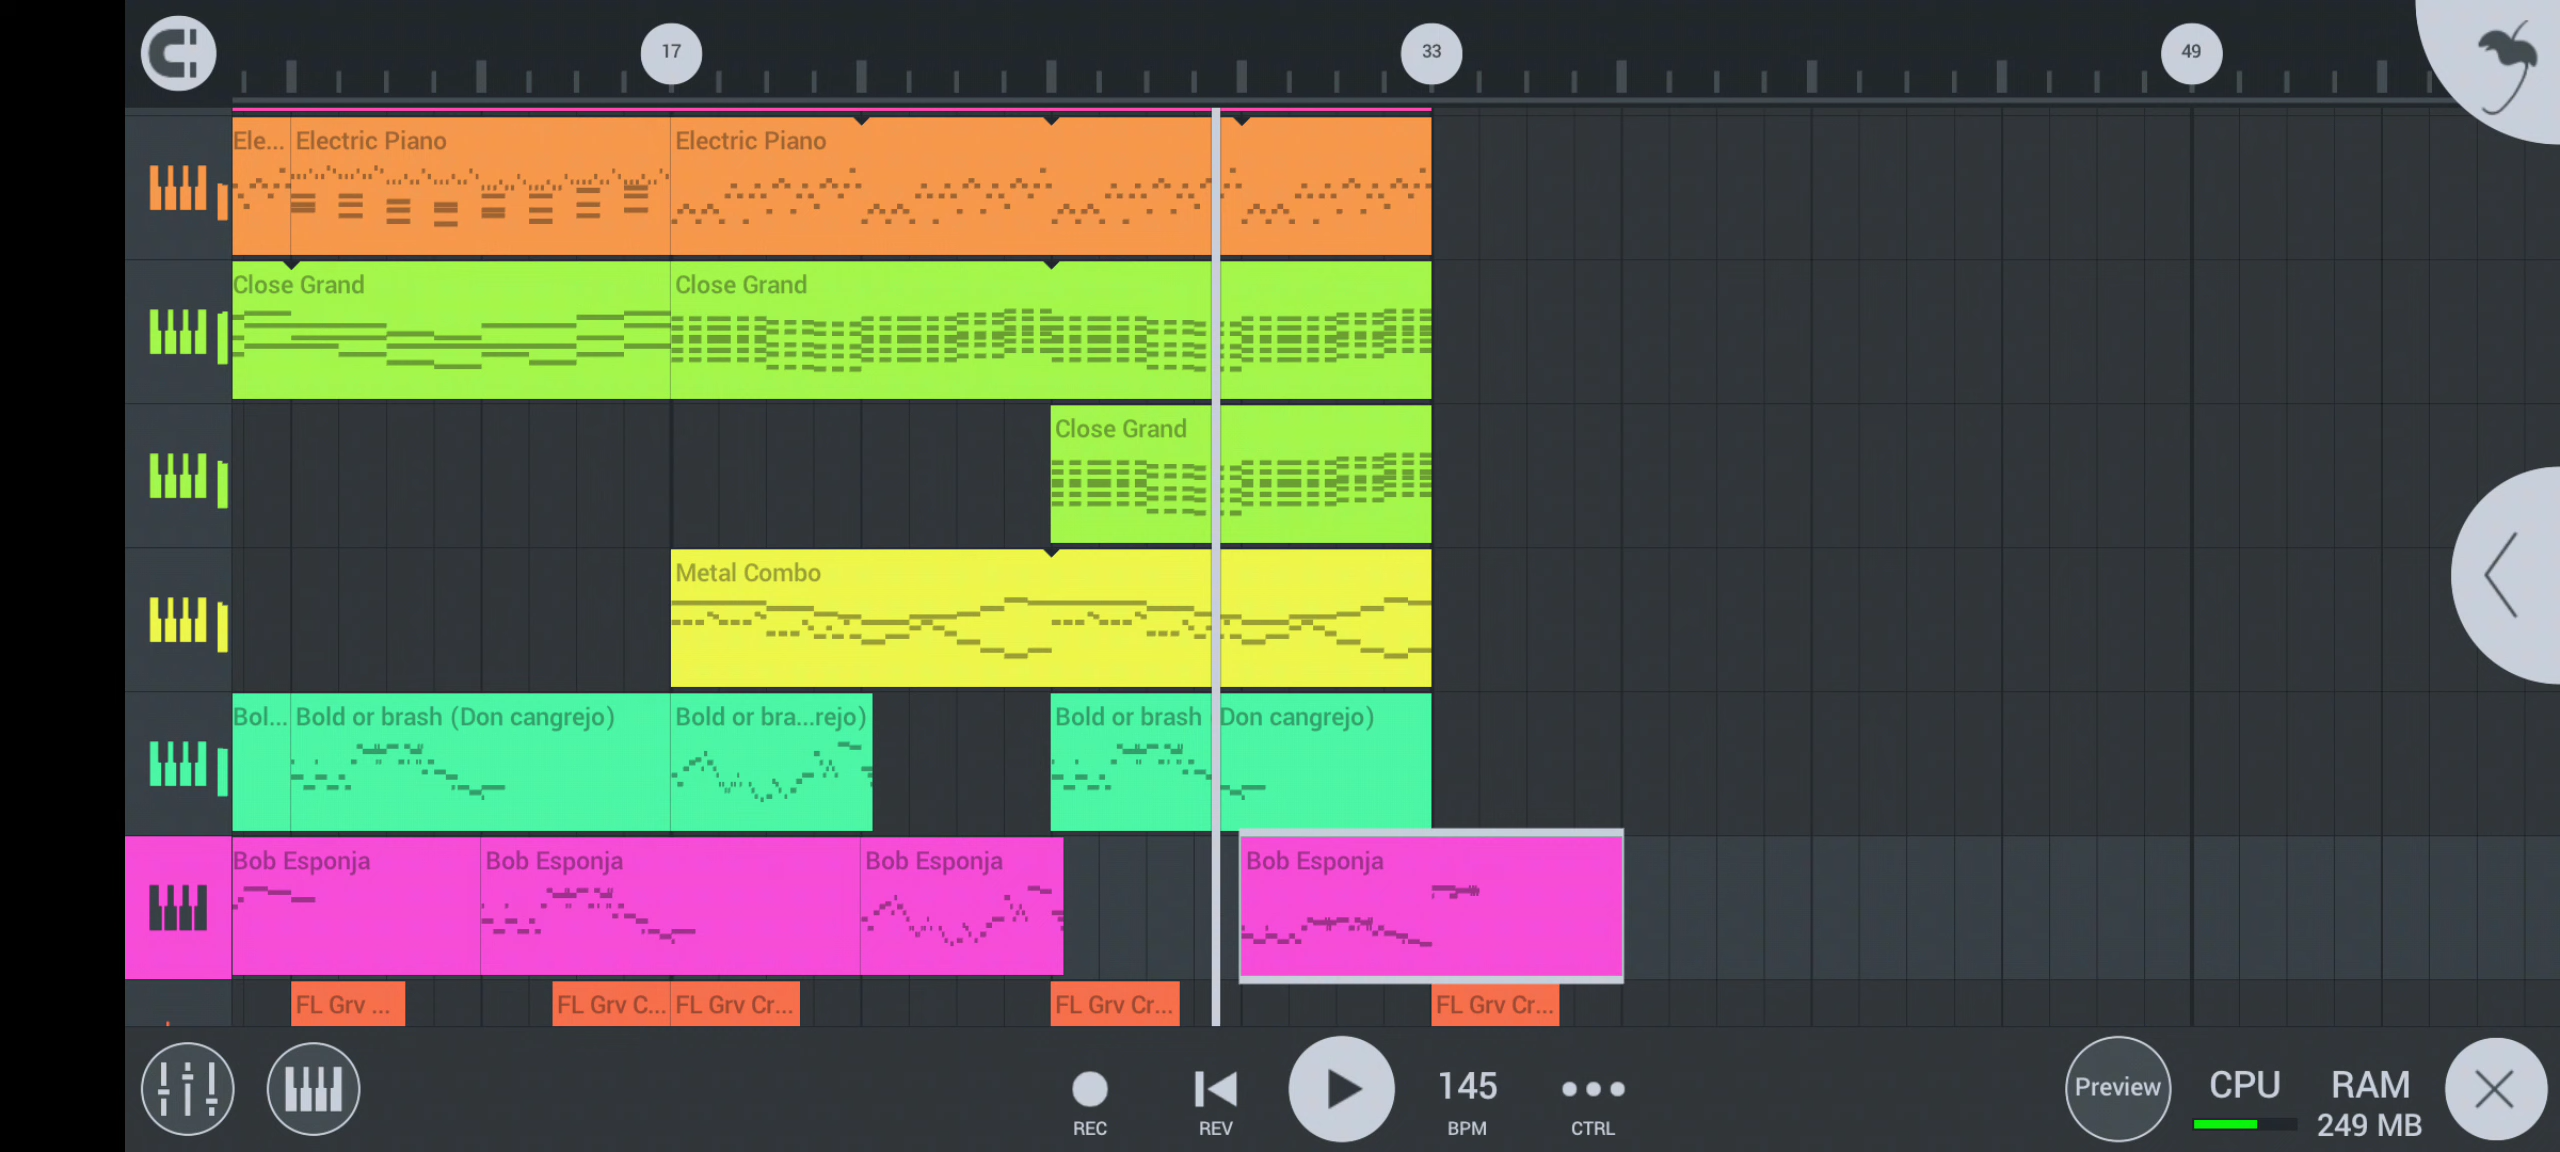 17
33
49
Ele... Electric Piano Electric Piano
Close Grand Close Grand
Close Grand
Metal Combo
Bol... Bold or brash (Don cangrejo) Bold or bra...rejo) Bold or brash Don cangrejo)
Bob Esponja Bob Esponja Bob Esponja Bob Esponja
FL Grv ... FL Grv C... FL Grv Cr... FL Grv Cr... FL Grv Cr...
REC
REV
145
BPM
CTRL
Preview
CPU
RAM
249 MB